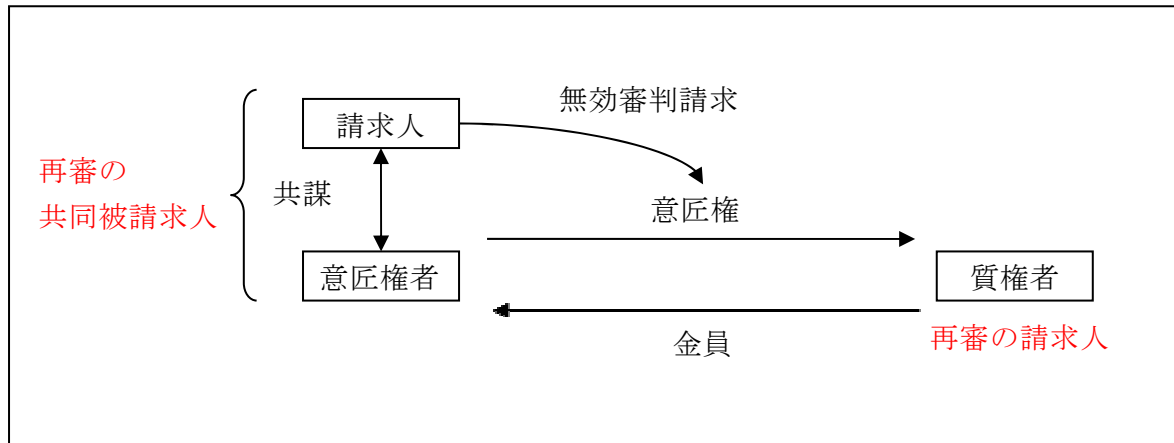 無効審判請求
請求人
再審の
共同被請求人
共謀
意匠権
意匠権者
質権者
金員
再審の請求人